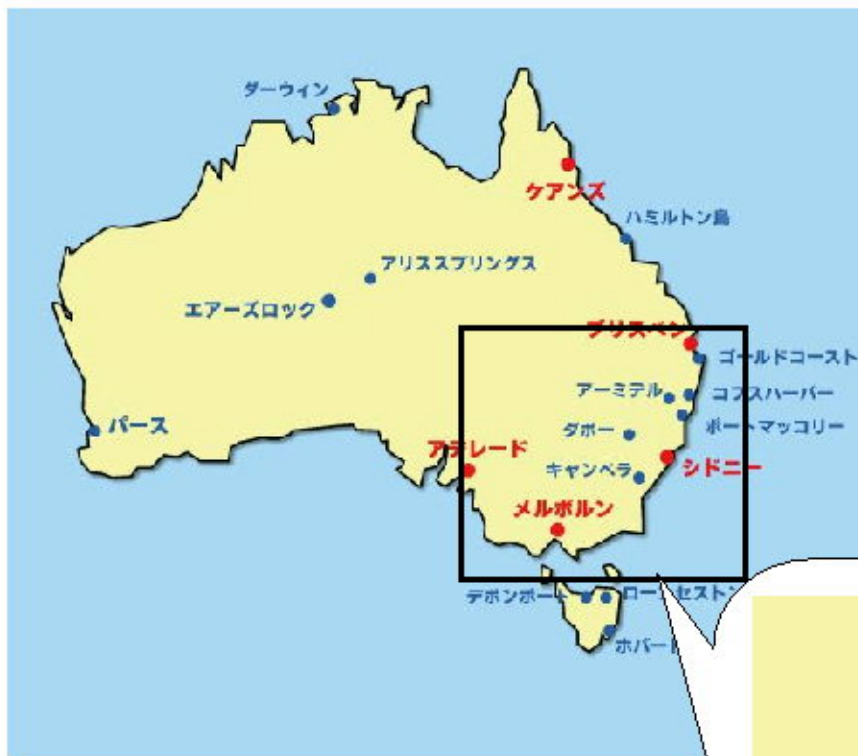 ダーウィン
ケアンズ
ハミルトン島
アリススプリングス
エアーズロック
ブリスベン
ゴールドコースト
アーミデル
コフスハーバー
ポートマッコリー
パース
ダボー
アデレード
シドニー
キャンベラ
メルボルン
デボンポート
ホバート